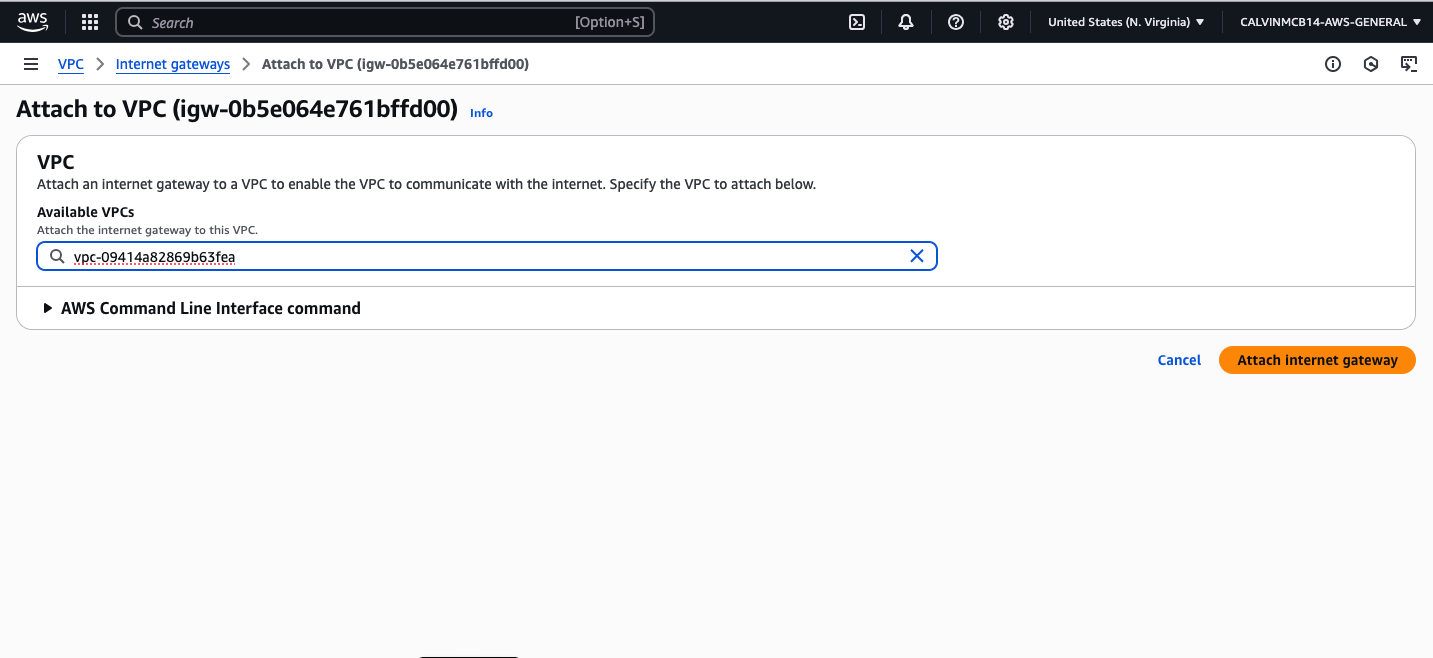 aws Search [Option+S] United States (N. Virginia) CALVINMCB14-AWS-GENERAL
VPC Internet gateways Attach to VPC (igw-0b5e064e761bffd00)
Attach to VPC (igw-0b5e064e761bffd00) Info
VPC
Attach an internet gateway to a VPC to enable the VPC to communicate with the internet. Specify the VPC to attach below.
Available VPCs
Attach the internet gateway to this VPC.
vpc-09414a82869b63fea
AWS Command Line Interface command
Cancel Attach internet gateway